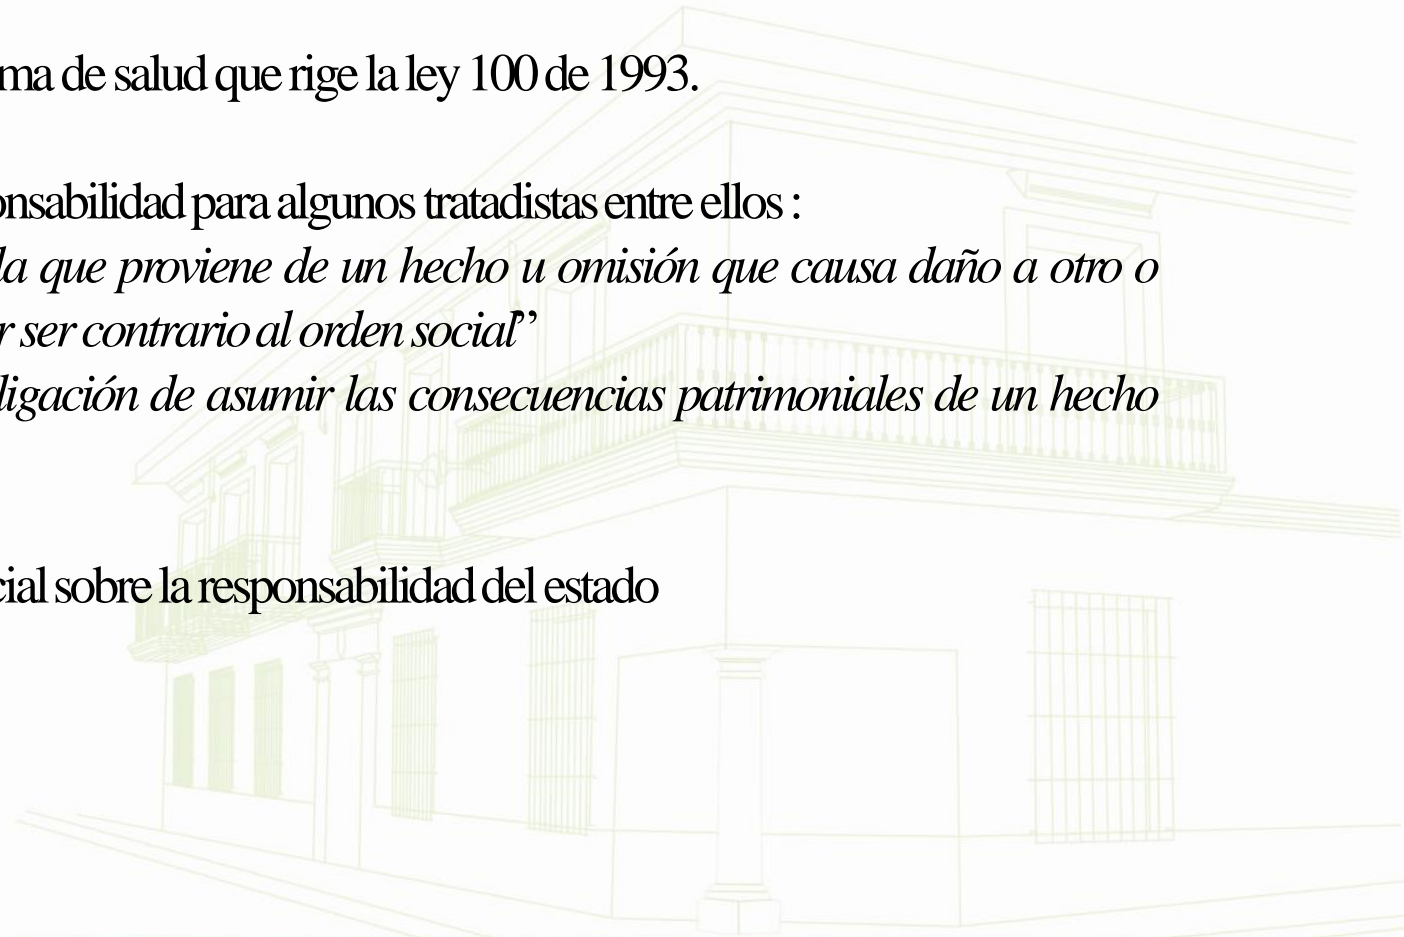 ma de salud que rige la ley 100 de 1993.
onsabilidad para algunos tratadistas entre ellos :
la que proviene de un hecho u omisión que causa daño a otro o
r ser contrario al orden social”
ligación de asumir las consecuencias patrimoniales de un hecho
cial sobre la responsabilidad del estado